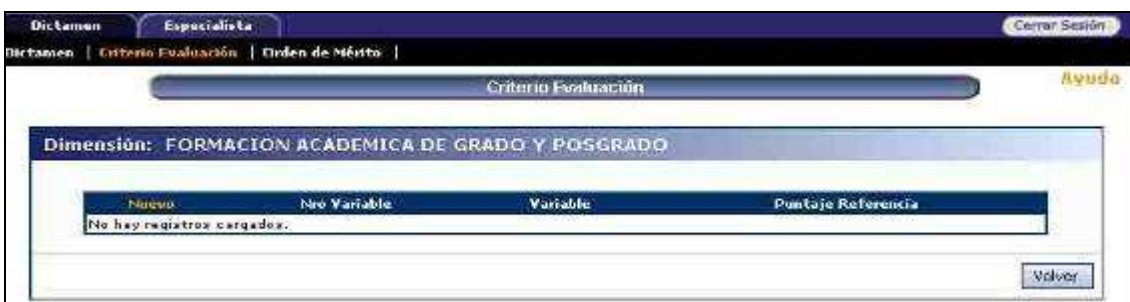 Dictamen Especialista Cerrar Sesión
Dictamen | Criterio Evaluación | Orden de Mérito |
Criterio Evaluación Ayuda
Dimensión: FORMACION ACADEMICA DE GRADO Y POSGRADO
Nuevo Nro Variable Variable Puntaje Referencia
No hay registros cargados.
Volver